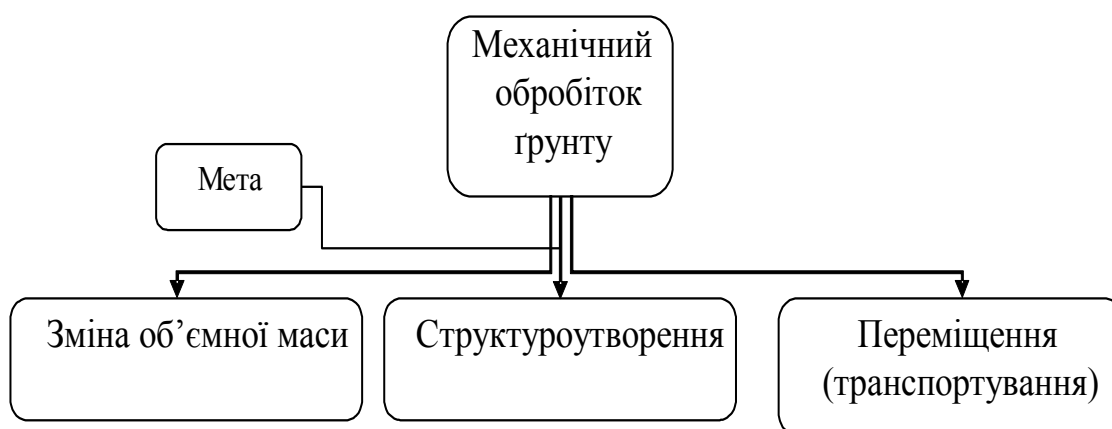 Механічний
обробіток
ґрунту
Мета
Зміна об’ємної маси
Структуроутворення
Переміщення
(транспортування)